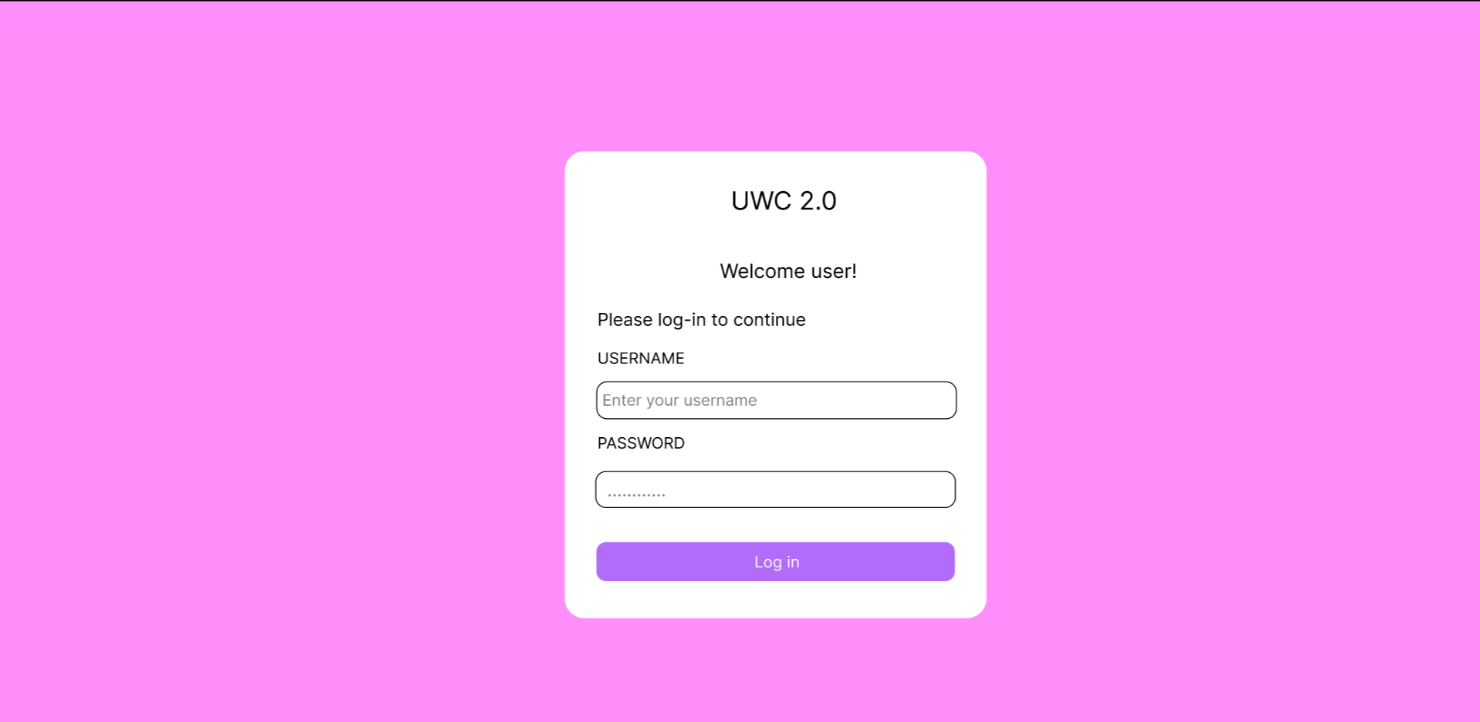 UWC 2.0
Welcome user!
Please log-in to continue
USERNAME
Enter your username
PASSWORD
............
Log in